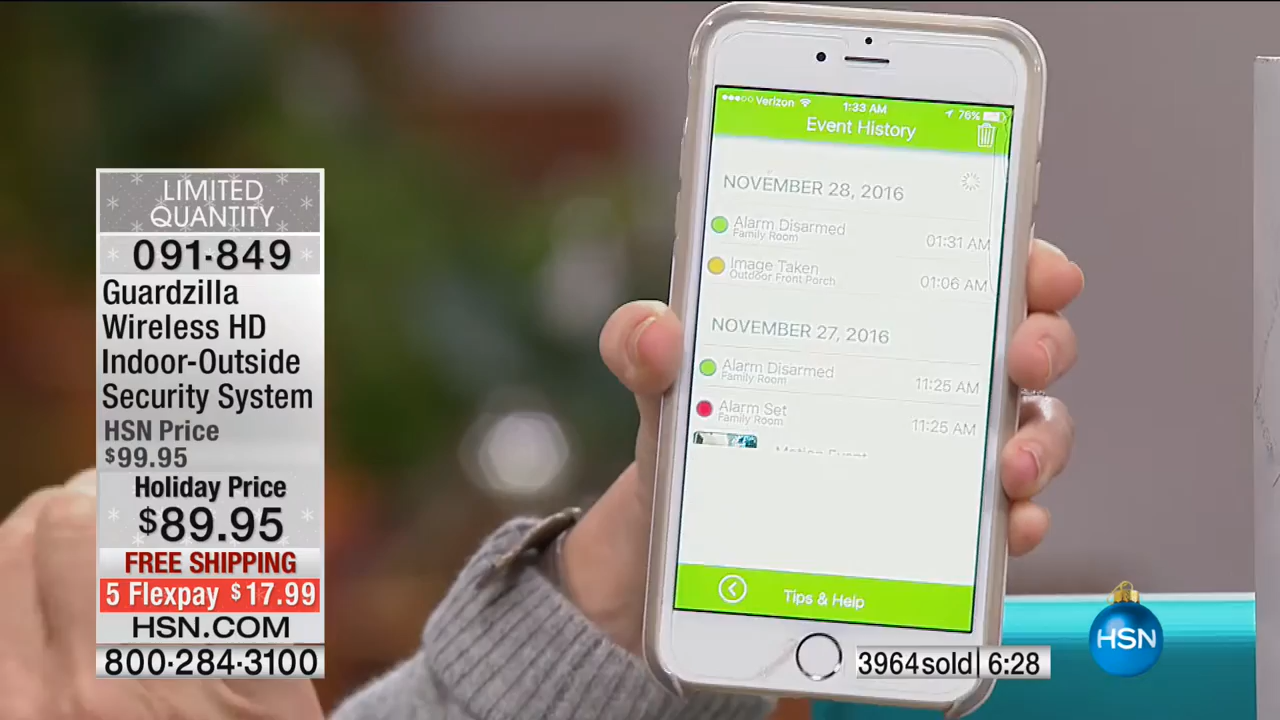 LIMITED
QUANTITY
091·849
Guardzilla
Wireless HD
Indoor-Outside
Security System
HSN Price
$99.95
Holiday Price
$89.95
FREE SHIPPING
5 Flexpay $17.99
HSN.COM
800·284·3100
Verizon 1:33 AM 76%
Event History
NOVEMBER 28, 2016
Alarm Disarmed
Family Room
01:31 AM
Image Taken
Outdoor Front Porch
01:06 AM
NOVEMBER 27, 2016
Alarm Disarmed
Family Room
11:25 AM
Alarm Set
Family Room
11:25 AM
Motion Event
Tips & Help
3964 sold 6:28
HSN